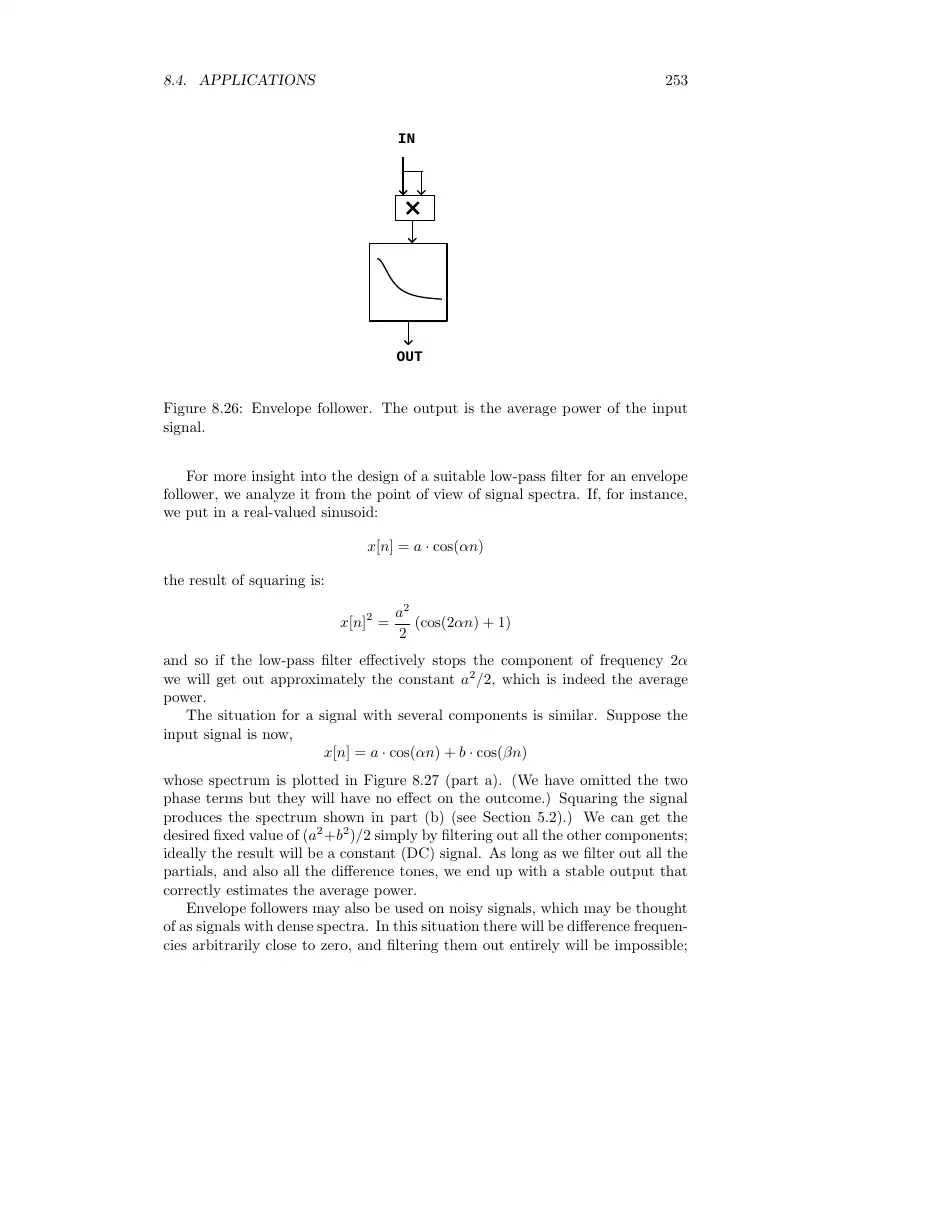 8.4. APPLICATIONS 253
IN
×
OUT
Figure 8.26: Envelope follower. The output is the average power of the input
signal.
For more insight into the design of a suitable low-pass filter for an envelope
follower, we analyze it from the point of view of signal spectra. If, for instance,
we put in a real-valued sinusoid:
x[n] = a · cos(αn)
the result of squaring is:
x[n]² = a²/2 (cos(2αn) + 1)
and so if the low-pass filter effectively stops the component of frequency 2α
we will get out approximately the constant a²/2, which is indeed the average
power.
The situation for a signal with several components is similar. Suppose the
input signal is now,
x[n] = a · cos(αn) + b · cos(βn)
whose spectrum is plotted in Figure 8.27 (part a). (We have omitted the two
phase terms but they will have no effect on the outcome.) Squaring the signal
produces the spectrum shown in part (b) (see Section 5.2).) We can get the
desired fixed value of (a²+b²)/2 simply by filtering out all the other components;
ideally the result will be a constant (DC) signal. As long as we filter out all the
partials, and also all the difference tones, we end up with a stable output that
correctly estimates the average power.
Envelope followers may also be used on noisy signals, which may be thought
of as signals with dense spectra. In this situation there will be difference frequen-
cies arbitrarily close to zero, and filtering them out entirely will be impossible;